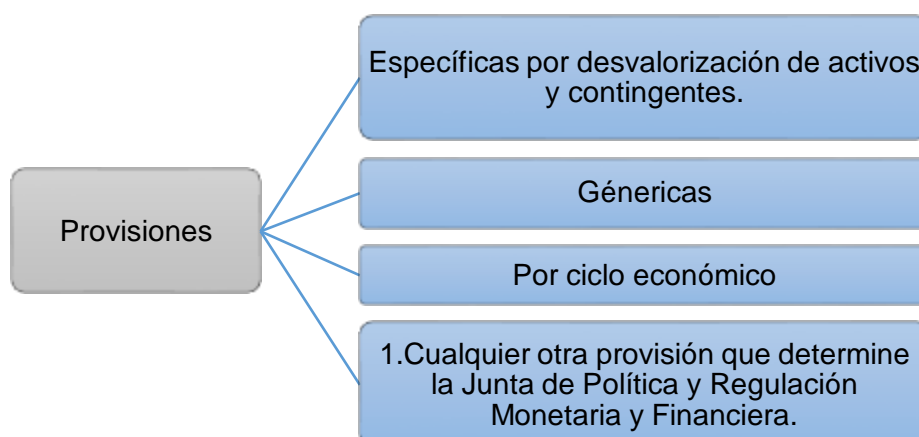 Específicas por desvalorización de activos
y contingentes.
Génericas
Provisiones
Por ciclo económico
1.Cualquier otra provisión que determine
la Junta de Política y Regulación
Monetaria y Financiera.